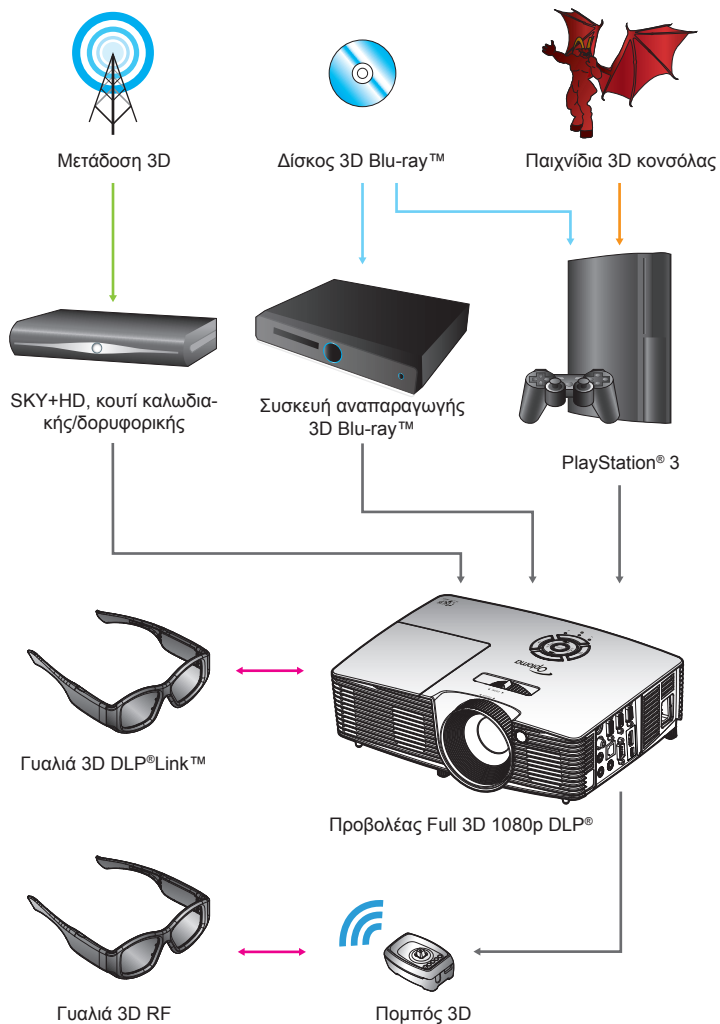 Μετάδοση 3D
Δίσκος 3D Blu-ray™
Παιχνίδια 3D κονσόλας
SKY+HD, κουτί καλωδια-
κής/δορυφορικής
Συσκευή αναπαραγωγής
3D Blu-ray™
PlayStation® 3
Optoma
Γυαλιά 3D DLP®Link™
Προβολέας Full 3D 1080p DLP®
Γυαλιά 3D RF
Πομπός 3D